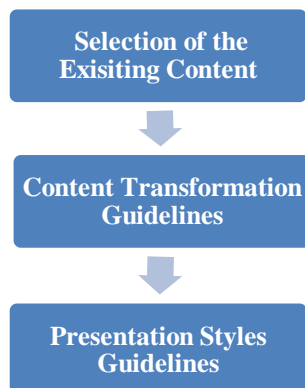 Selection of the
Exisiting Content
Content Transformation
Guidelines
Presentation Styles
Guidelines